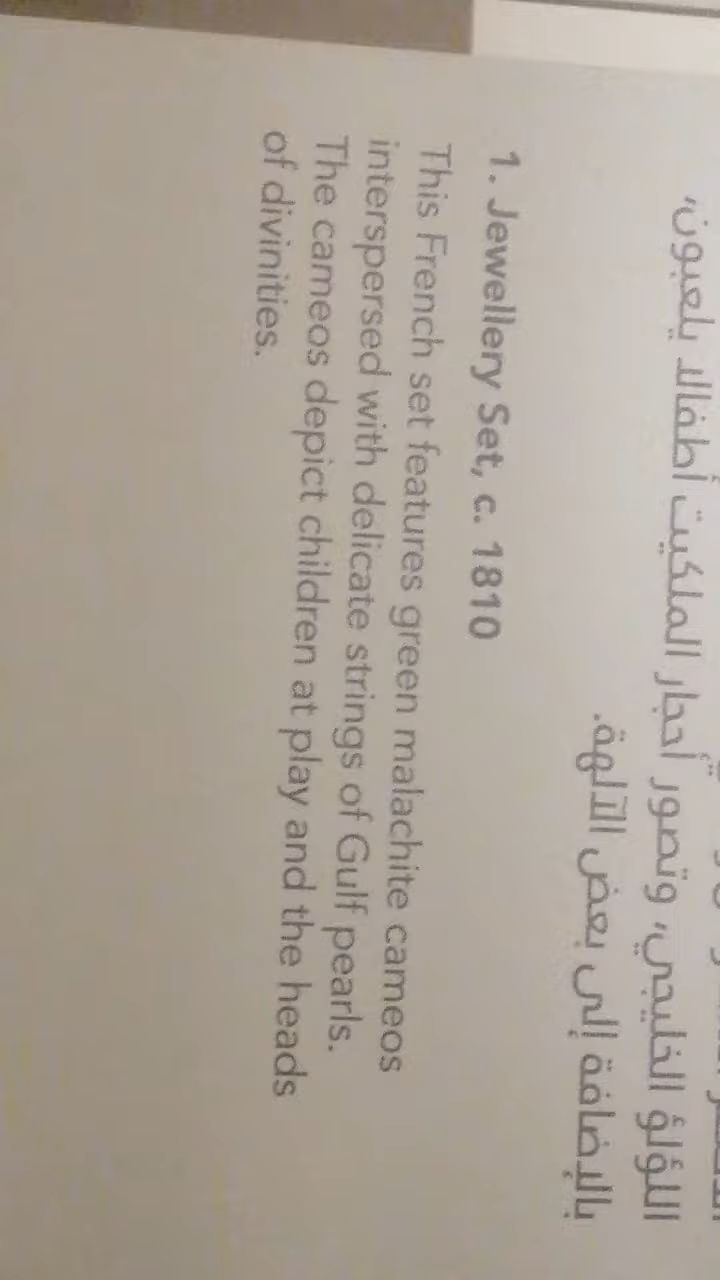 اللؤلؤ الخليجي، وتصور أحجار الملكيت أطفالاً يلعبون،
بالإضافة إلى بعض الآلهة.
1. Jewellery Set, c. 1810
This French set features green malachite cameos
interspersed with delicate strings of Gulf pearls.
The cameos depict children at play and the heads
of divinities.